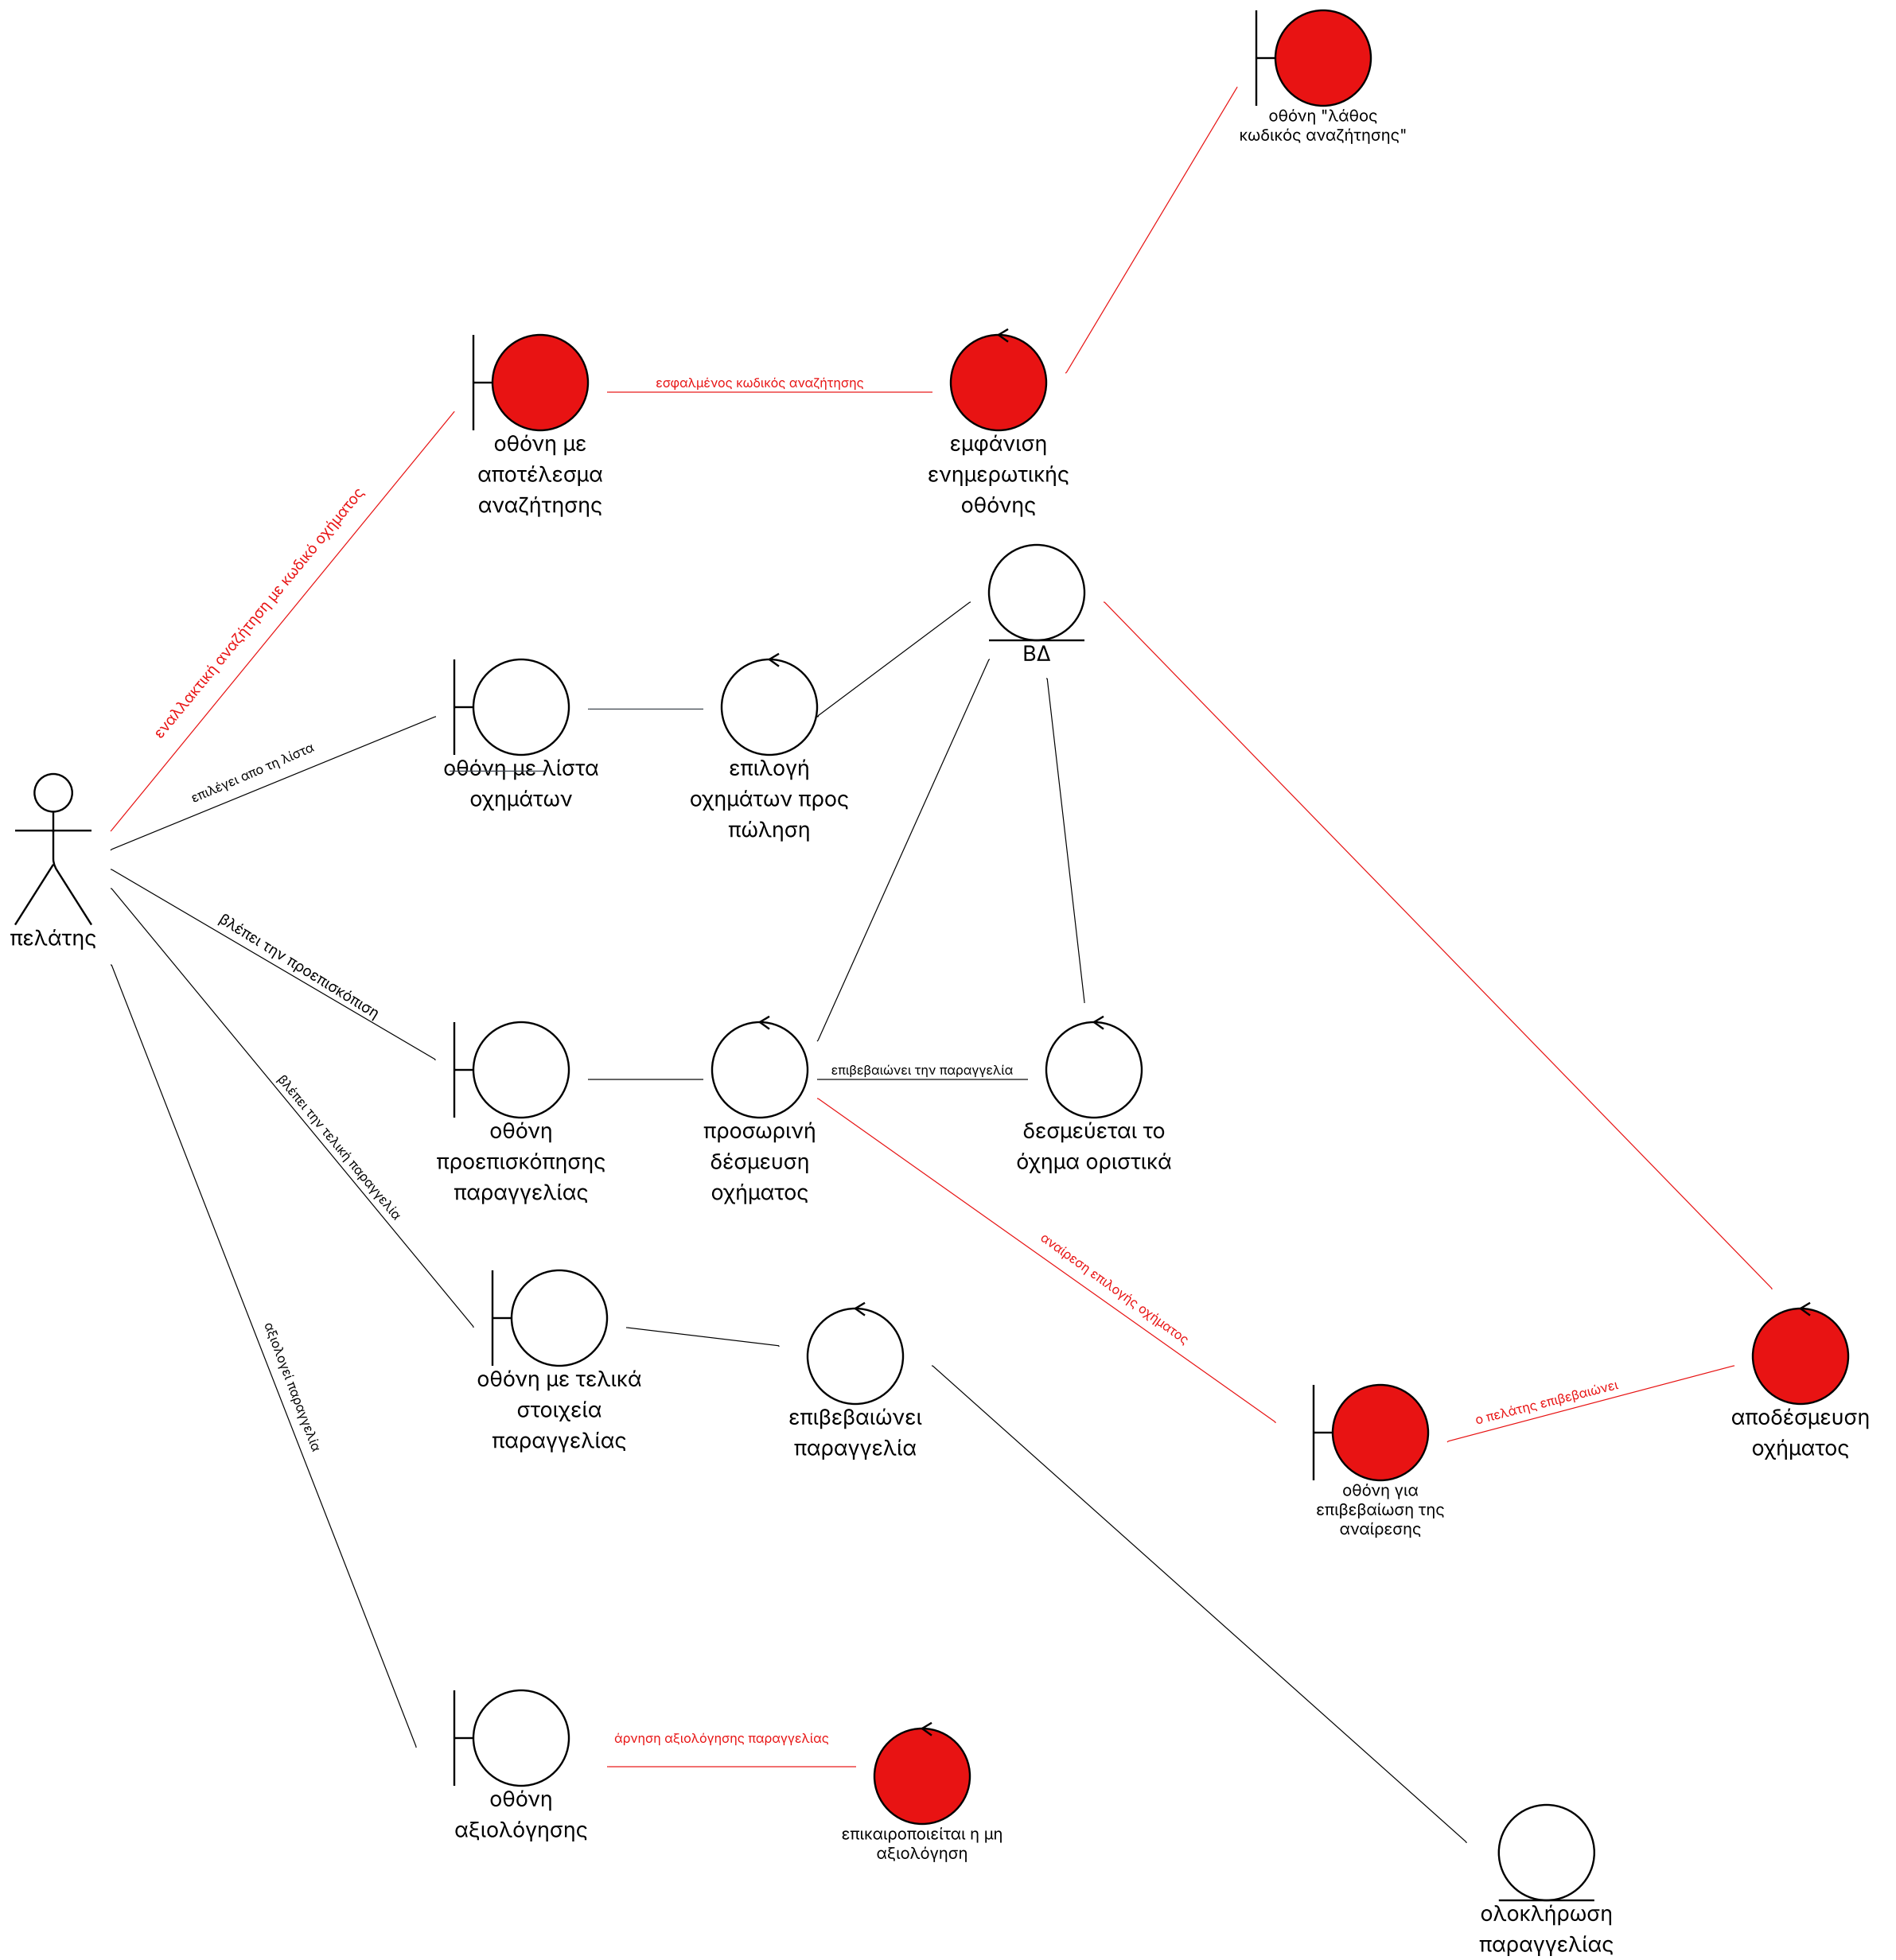 οθόνη "λάθος
κωδικός αναζήτησης"
εσφαλμένος κωδικός αναζήτησης
οθόνη με
αποτέλεσμα
αναζήτησης
εμφάνιση
ενημερωτικής
οθόνης
εναλλακτική αναζήτηση με κωδικό οχήματος
ΒΔ
επιλέγει απο τη λίστα
οθόνη με λίστα
οχημάτων
επιλογή
οχημάτων προς
πώληση
πελάτης
βλέπει την προεπισκόπιση
επιβεβαιώνει την παραγγελία
οθόνη
προεπισκόπησης
παραγγελίας
προσωρινή
δέσμευση
οχήματος
δεσμεύεται το
όχημα οριστικά
βλέπει την τελική παραγγελία
αναίρεση επιλογής οχήματος
οθόνη με τελικά
στοιχεία
παραγγελίας
επιβεβαιώνει
παραγγελία
ο πελάτης επιβεβαιώνει
αποδέσμευση
οχήματος
οθόνη για
επιβεβαίωση της
αναίρεσης
αξιολογεί παραγγελία
άρνηση αξιολόγησης παραγγελίας
οθόνη
αξιολόγησης
επικαιροποιείται η μη
αξιολόγηση
ολοκλήρωση
παραγγελίας